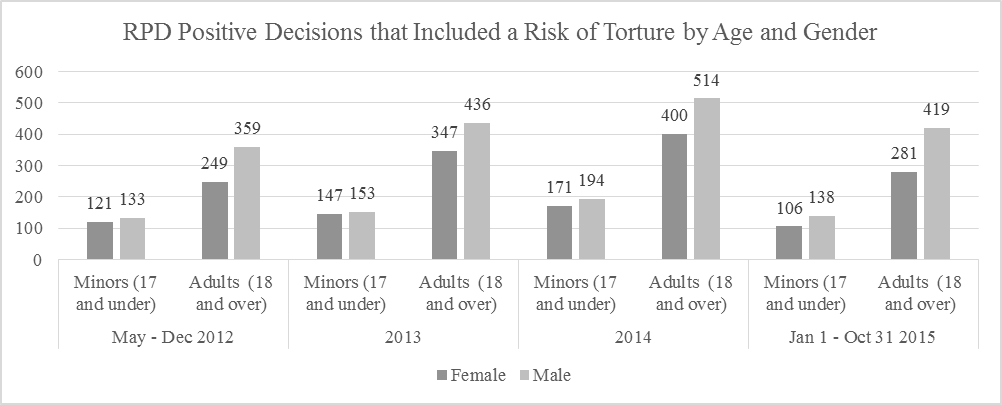 RPD Positive Decisions that Included a Risk of Torture by Age and Gender
600
500
400
300
200
100
0
121
133
249
359
147
153
347
436
171
194
400
514
106
138
281
419
Minors (17
and under)
Adults (18
and over)
Minors (17
and under)
Adults (18
and over)
Minors (17
and under)
Adults (18
and over)
Minors (17
and under)
Adults (18
and over)
May - Dec 2012
2013
2014
Jan 1 - Oct 31 2015
Female
Male